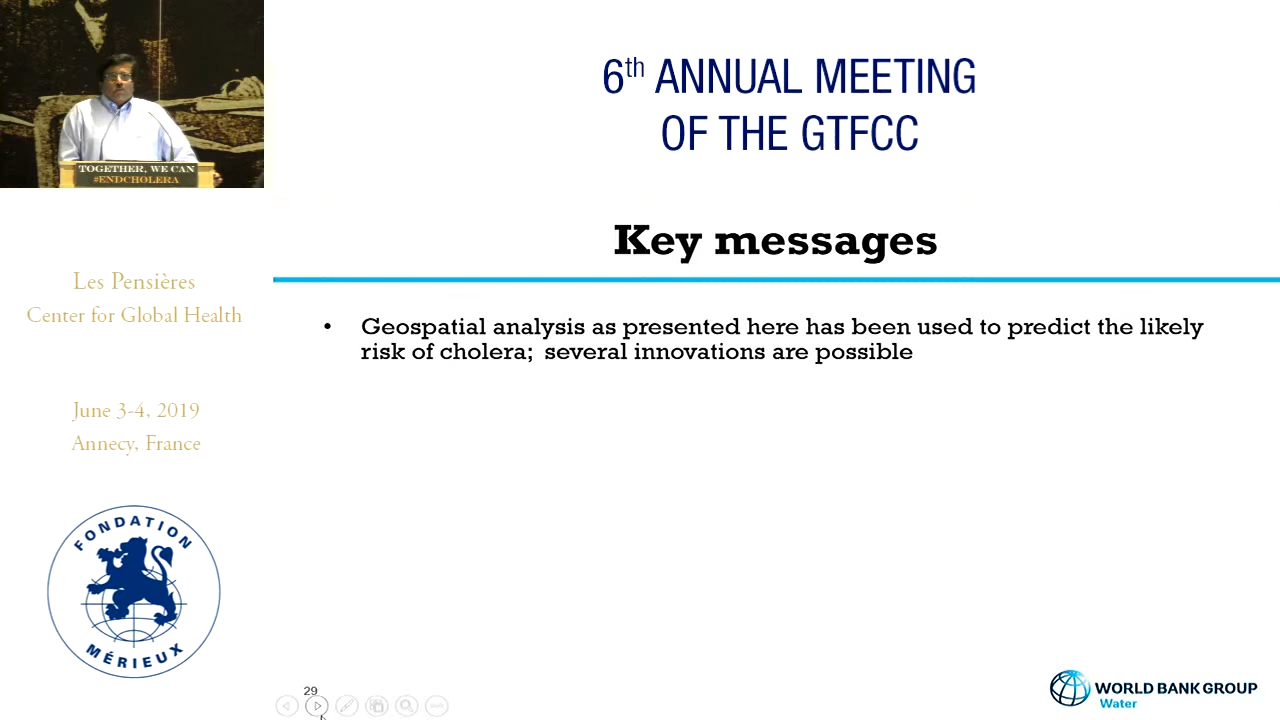 TOGETHER, WE CAN
#ENDCHOLERA
6th ANNUAL MEETING
OF THE GTFCC
Key messages
Les Pensières
Center for Global Health
• Geospatial analysis as presented here has been used to predict the likely
risk of cholera; several innovations are possible
June 3-4, 2019
Annecy, France
FONDATION
MÉRIEUX
29
WORLD BANK GROUP
Water